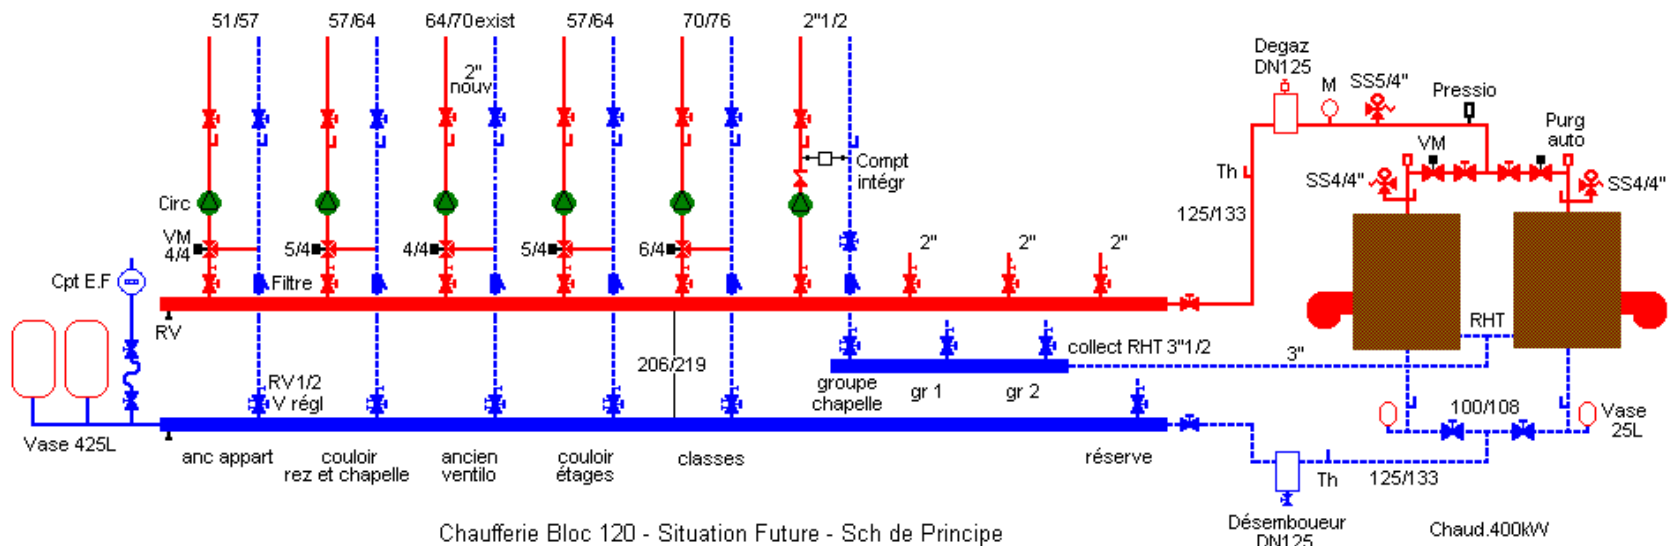 51/57
57/64
64/70exist
57/64
70/76
2"1/2
2"
nouv
Degaz
DN125
M
SS5/4"
Pressio
Purg
auto
VM
SS4/4"
SS4/4"
Compt
intégr
Th
125/133
Circ
VM
4/4
5/4
4/4
5/4
6/4
2"
2"
2"
Cpt E.F
Filtre
RV
RHT
206/219
collect RHT 3"1/2
3"
RV1/2
V régl
groupe
chapelle
gr 1
gr 2
100/108
Vase
25L
Vase 425L
anc appart
couloir
rez et chapelle
ancien
ventilo
couloir
étages
classes
réserve
Th
125/133
Désemboueur
DN125
Chaud.400kW
Chaufferie Bloc 120 - Situation Future - Sch de Principe